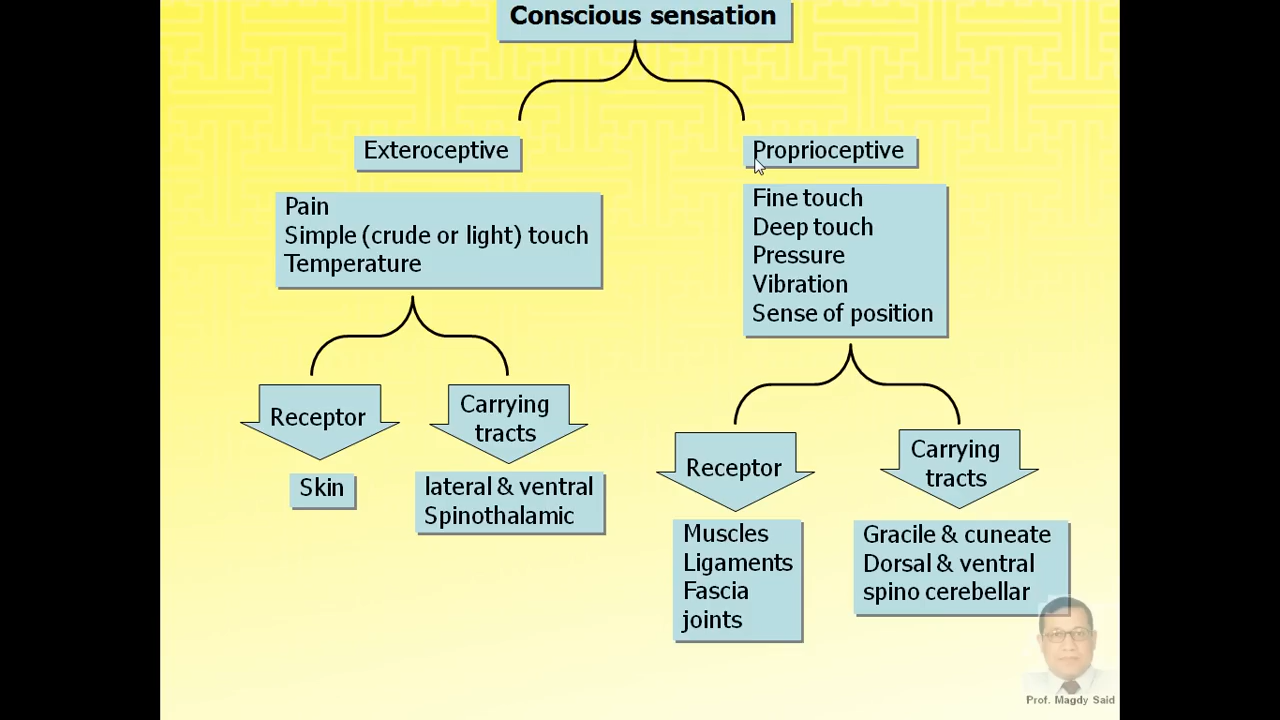 Conscious sensation
Exteroceptive
Pain
Simple (crude or light) touch
Temperature
Receptor
Skin
Carrying
tracts
lateral & ventral
Spinothalamic
Proprioceptive
Fine touch
Deep touch
Pressure
Vibration
Sense of position
Receptor
Muscles
Ligaments
Fascia
joints
Carrying
tracts
Gracile & cuneate
Dorsal & ventral
spino cerebellar
Prof. Magdy Said